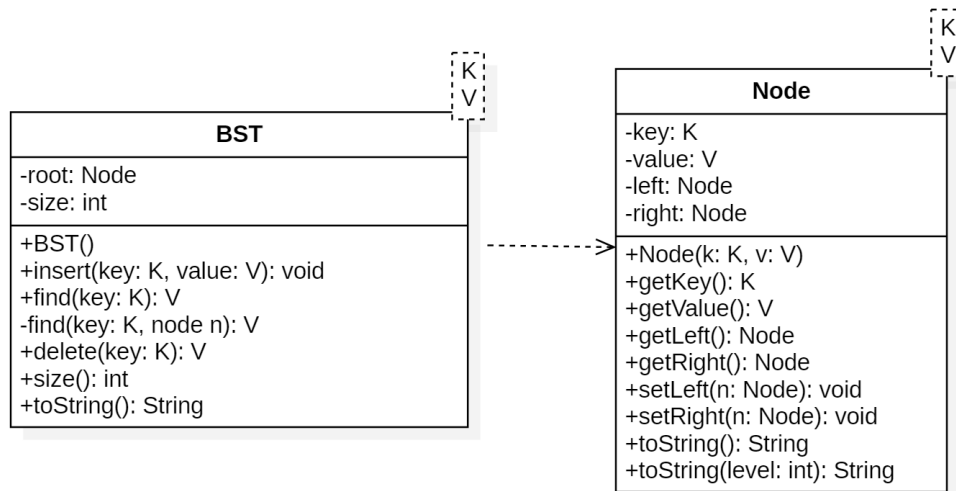 K
V
BST
-root: Node
-size: int
+BST()
+insert(key: K, value: V): void
+find(key: K): V
-find(key: K, node n): V
+delete(key: K): V
+size(): int
+toString(): String
K
V
Node
-key: K
-value: V
-left: Node
-right: Node
+Node(k: K, v: V)
+getKey(): K
+getValue(): V
+getLeft(): Node
+getRight(): Node
+setLeft(n: Node): void
+setRight(n: Node): void
+toString(): String
+toString(level: int): String